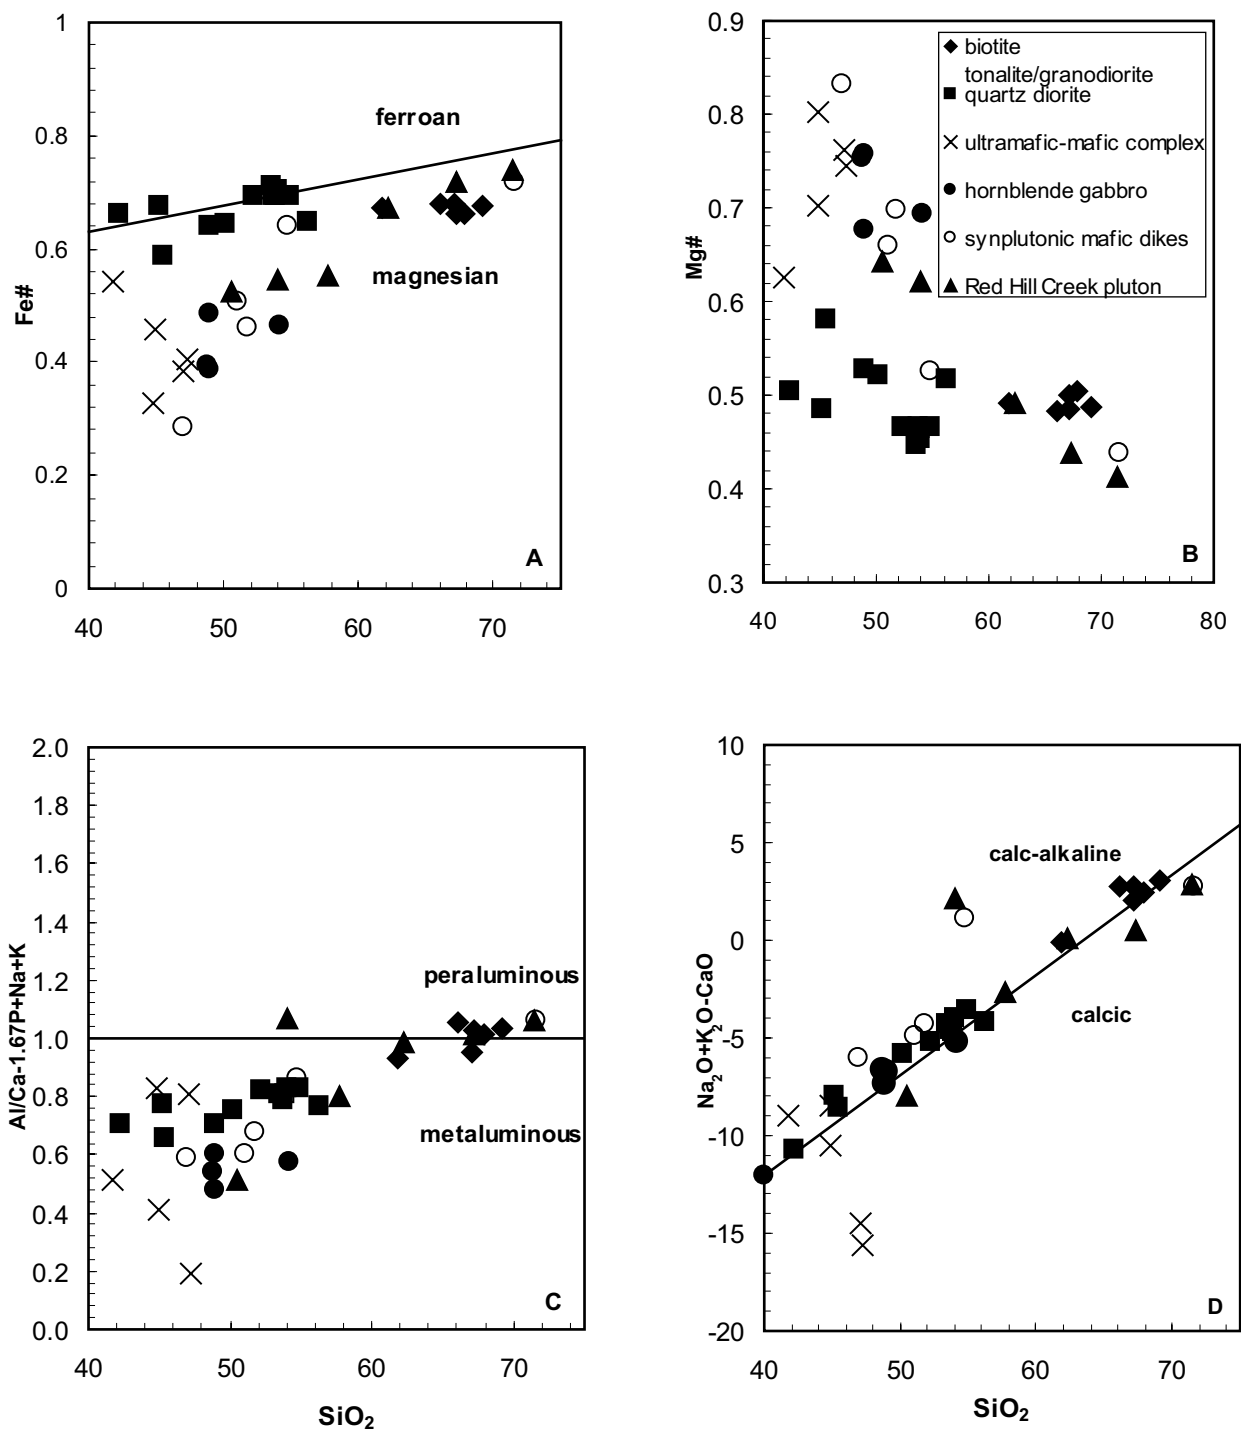 1
0.8
0.6
0.4
0.2
0
Fe#
ferroan
magnesian
A
40
50
60
70
0.9
0.8
0.7
0.6
0.5
0.4
0.3
Mg#
biotite
tonalite/granodiorite
quartz diorite
ultramafic-mafic complex
hornblende gabbro
synplutonic mafic dikes
Red Hill Creek pluton
B
40
50
60
70
80
2.0
1.8
1.6
1.4
1.2
1.0
0.8
0.6
0.4
0.2
0.0
Al/Ca-1.67P+Na+K
peraluminous
metaluminous
C
40
50
60
70
SiO2
10
5
0
-5
-10
-15
-20
Na2O+K2O-CaO
calc-alkaline
calcic
D
40
50
60
70
SiO2